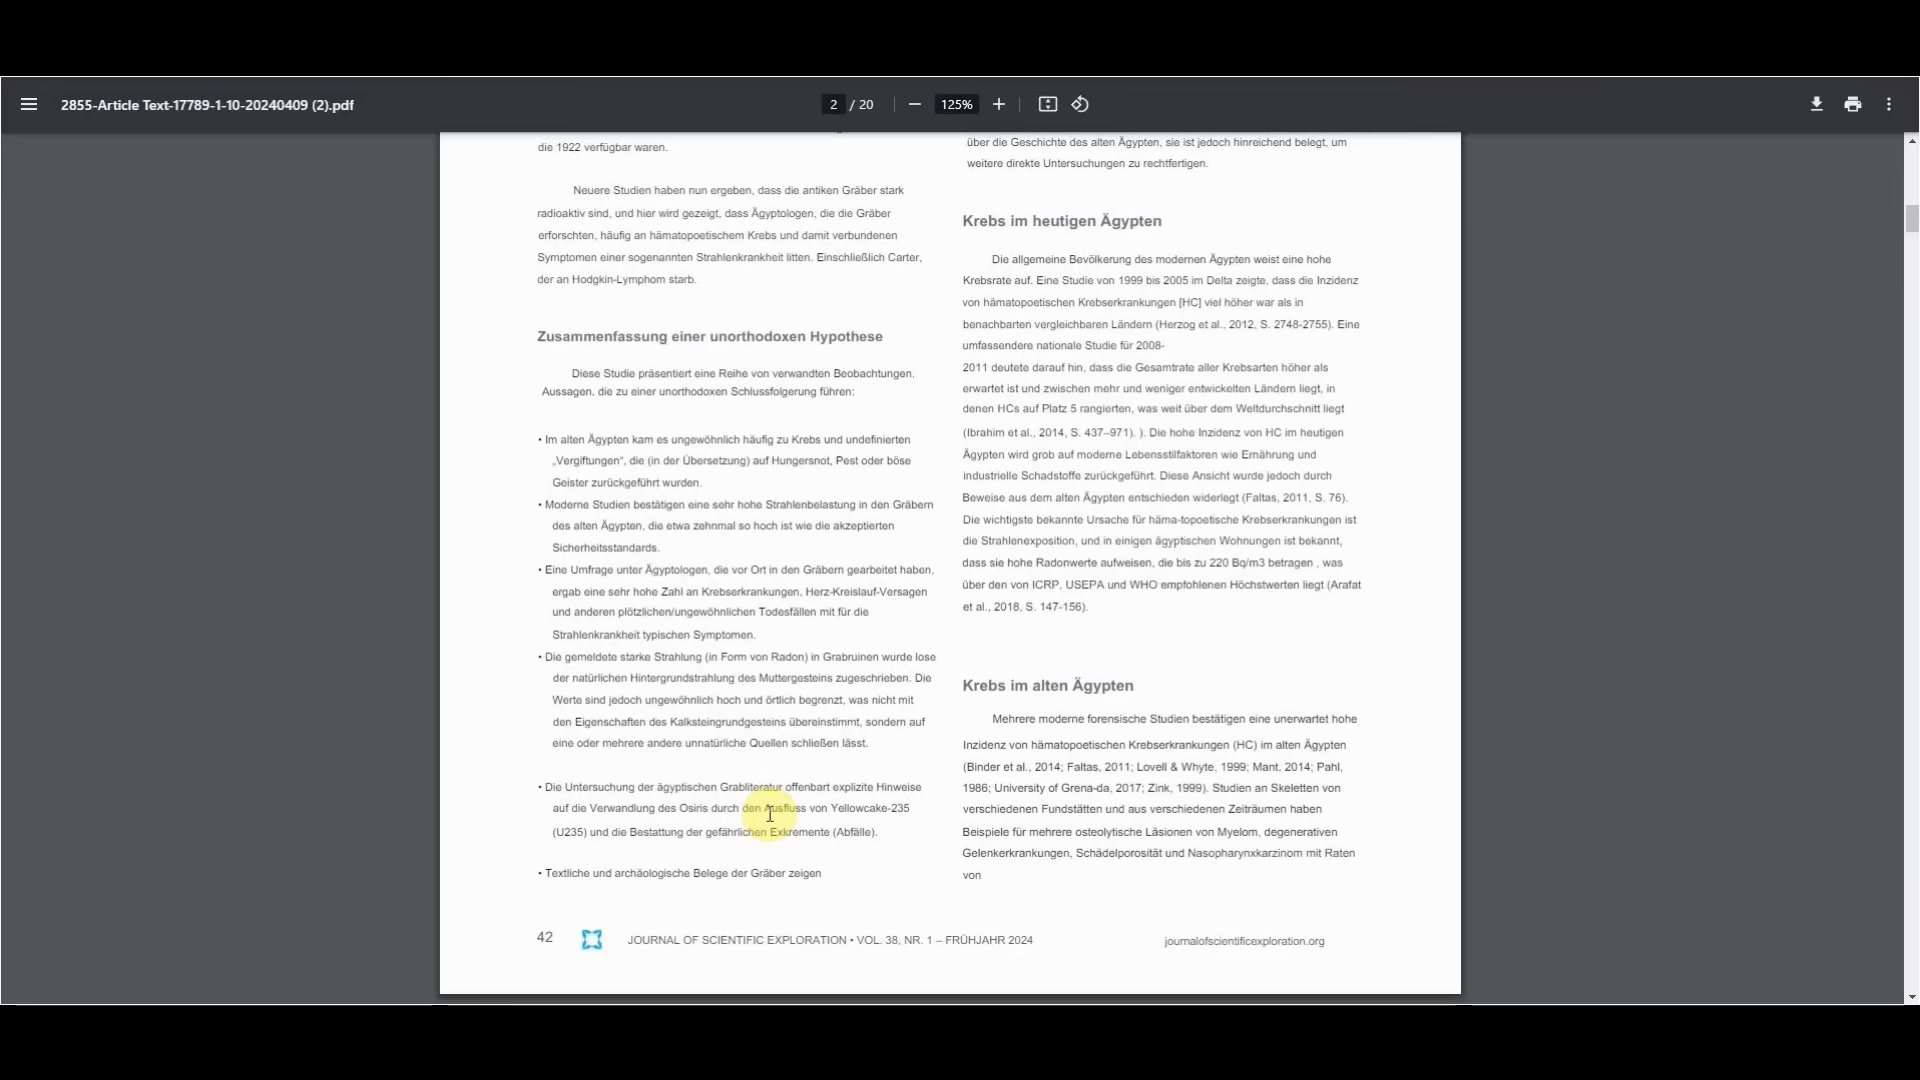 2855-Article Text-17789-1-10-20240409 (2).pdf
2 / 20
125%
die 1922 verfügbar waren.
Neuere Studien haben nun ergeben, dass die antiken Gräber stark
radioaktiv sind, und hier wird gezeigt, dass Ägyptologen, die die Gräber
erforschten, häufig an hämatopoetischem Krebs und damit verbundenen
Symptomen einer sogenannten Strahlenkrankheit litten. Einschließlich Carter,
der an Hodgkin-Lymphom starb.
Zusammenfassung einer unorthodoxen Hypothese
Diese Studie präsentiert eine Reihe von verwandten Beobachtungen.
Aussagen, die zu einer unorthodoxen Schlussfolgerung führen:
• Im alten Ägypten kam es ungewöhnlich häufig zu Krebs und undefinierten
„Vergiftungen“, die (in der Übersetzung) auf Hungersnot, Pest oder böse
Geister zurückgeführt wurden.
• Moderne Studien bestätigen eine sehr hohe Strahlenbelastung in den Gräbern
des alten Ägypten, die etwa zehnmal so hoch ist wie die akzeptierten
Sicherheitsstandards.
• Eine Umfrage unter Ägyptologen, die vor Ort in den Gräbern gearbeitet haben,
ergab eine sehr hohe Zahl an Krebserkrankungen, Herz-Kreislauf-Versagen
und anderen plötzlichen/ungewöhnlichen Todesfällen mit für die
Strahlenkrankheit typischen Symptomen.
• Die gemeldete starke Strahlung (in Form von Radon) in Grabruinen wurde lose
der natürlichen Hintergrundstrahlung des Muttergesteins zugeschrieben. Die
Werte sind jedoch ungewöhnlich hoch und örtlich begrenzt, was nicht mit
den Eigenschaften des Kalksteingrundgesteins übereinstimmt, sondern auf
eine oder mehrere andere unnatürliche Quellen schließen lässt.
• Die Untersuchung der ägyptischen Grabliteratur offenbart explizite Hinweise
auf die Verwandlung des Osiris durch den Ausfluss von Yellowcake-235
(U235) und die Bestattung der gefährlichen Exkremente (Abfälle).
• Textliche und archäologische Belege der Gräber zeigen
über die Geschichte des alten Ägypten, sie ist jedoch hinreichend belegt, um
weitere direkte Untersuchungen zu rechtfertigen.
Krebs im heutigen Ägypten
Die allgemeine Bevölkerung des modernen Ägypten weist eine hohe
Krebsrate auf. Eine Studie von 1999 bis 2005 im Delta zeigte, dass die Inzidenz
von hämatopoetischen Krebserkrankungen [HC] viel höher war als in
benachbarten vergleichbaren Ländern (Herzog et al., 2012, S. 2748-2755). Eine
umfassendere nationale Studie für 2008-
2011 deutete darauf hin, dass die Gesamtrate aller Krebsarten höher als
erwartet ist und zwischen mehr und weniger entwickelten Ländern liegt, in
denen HCs auf Platz 5 rangierten, was weit über dem Weltdurchschnitt liegt
(Ibrahim et al., 2014, S. 437–971). ). Die hohe Inzidenz von HC im heutigen
Ägypten wird grob auf moderne Lebensstilfaktoren wie Ernährung und
industrielle Schadstoffe zurückgeführt. Diese Ansicht wurde jedoch durch
Beweise aus dem alten Ägypten entschieden widerlegt (Faltas, 2011, S. 76).
Die wichtigste bekannte Ursache für häma-topoetische Krebserkrankungen ist
die Strahlenexposition, und in einigen ägyptischen Wohnungen ist bekannt,
dass sie hohe Radonwerte aufweisen, die bis zu 220 Bq/m3 betragen , was
über den von ICRP, USEPA und WHO empfohlenen Höchstwerten liegt (Arafat
et al., 2018, S. 147-156).
Krebs im alten Ägypten
Mehrere moderne forensische Studien bestätigen eine unerwartet hohe
Inzidenz von hämatopoetischen Krebserkrankungen (HC) im alten Ägypten
(Binder et al., 2014; Faltas, 2011; Lovell & Whyte, 1999; Mant, 2014; Pahl,
1986; University of Grena-da, 2017; Zink, 1999). Studien an Skeletten von
verschiedenen Fundstätten und aus verschiedenen Zeiträumen haben
Beispiele für mehrere osteolytische Läsionen von Myelom, degenerativen
Gelenkerkrankungen, Schädelporosität und Nasopharynxkarzinom mit Raten
von
42
JOURNAL OF SCIENTIFIC EXPLORATION • VOL. 38, NR. 1 – FRÜHJAHR 2024
journalofscientificexploration.org